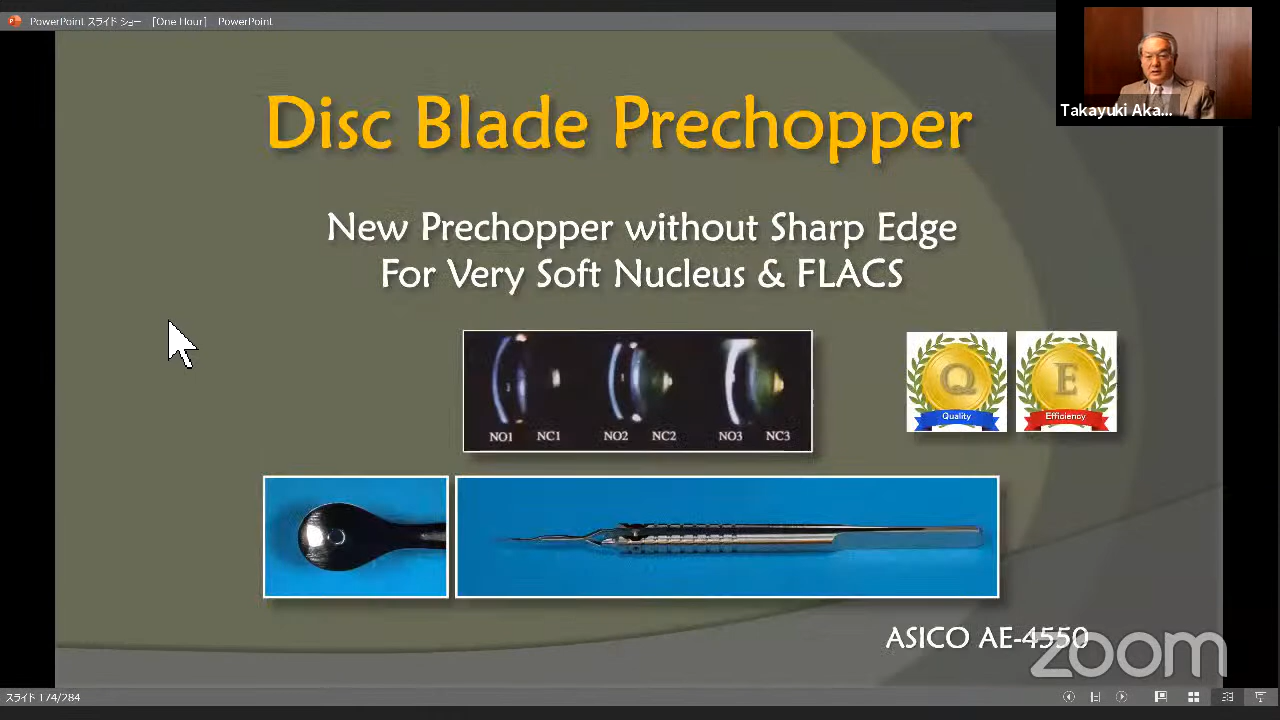 PowerPoint スライド ショー - [One Hour] - PowerPoint
Takayuki Aka...
Disc Blade Prechopper
New Prechopper without Sharp Edge
For Very Soft Nucleus & FLACS
NO1 NC1 NO2 NC2 NO3 NC3
Q E
Quality Efficiency
ASICO AE-4550
zoom
スライド 174/284